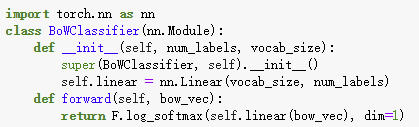 import torch.nn as nn
class BoWClassifier(nn.Module):
    def __init__(self, num_labels, vocab_size):
        super(BoWClassifier, self).__init__()
        self.linear = nn.Linear(vocab_size, num_labels)
    def forward(self, bow_vec):
        return F.log_softmax(self.linear(bow_vec), dim=1)